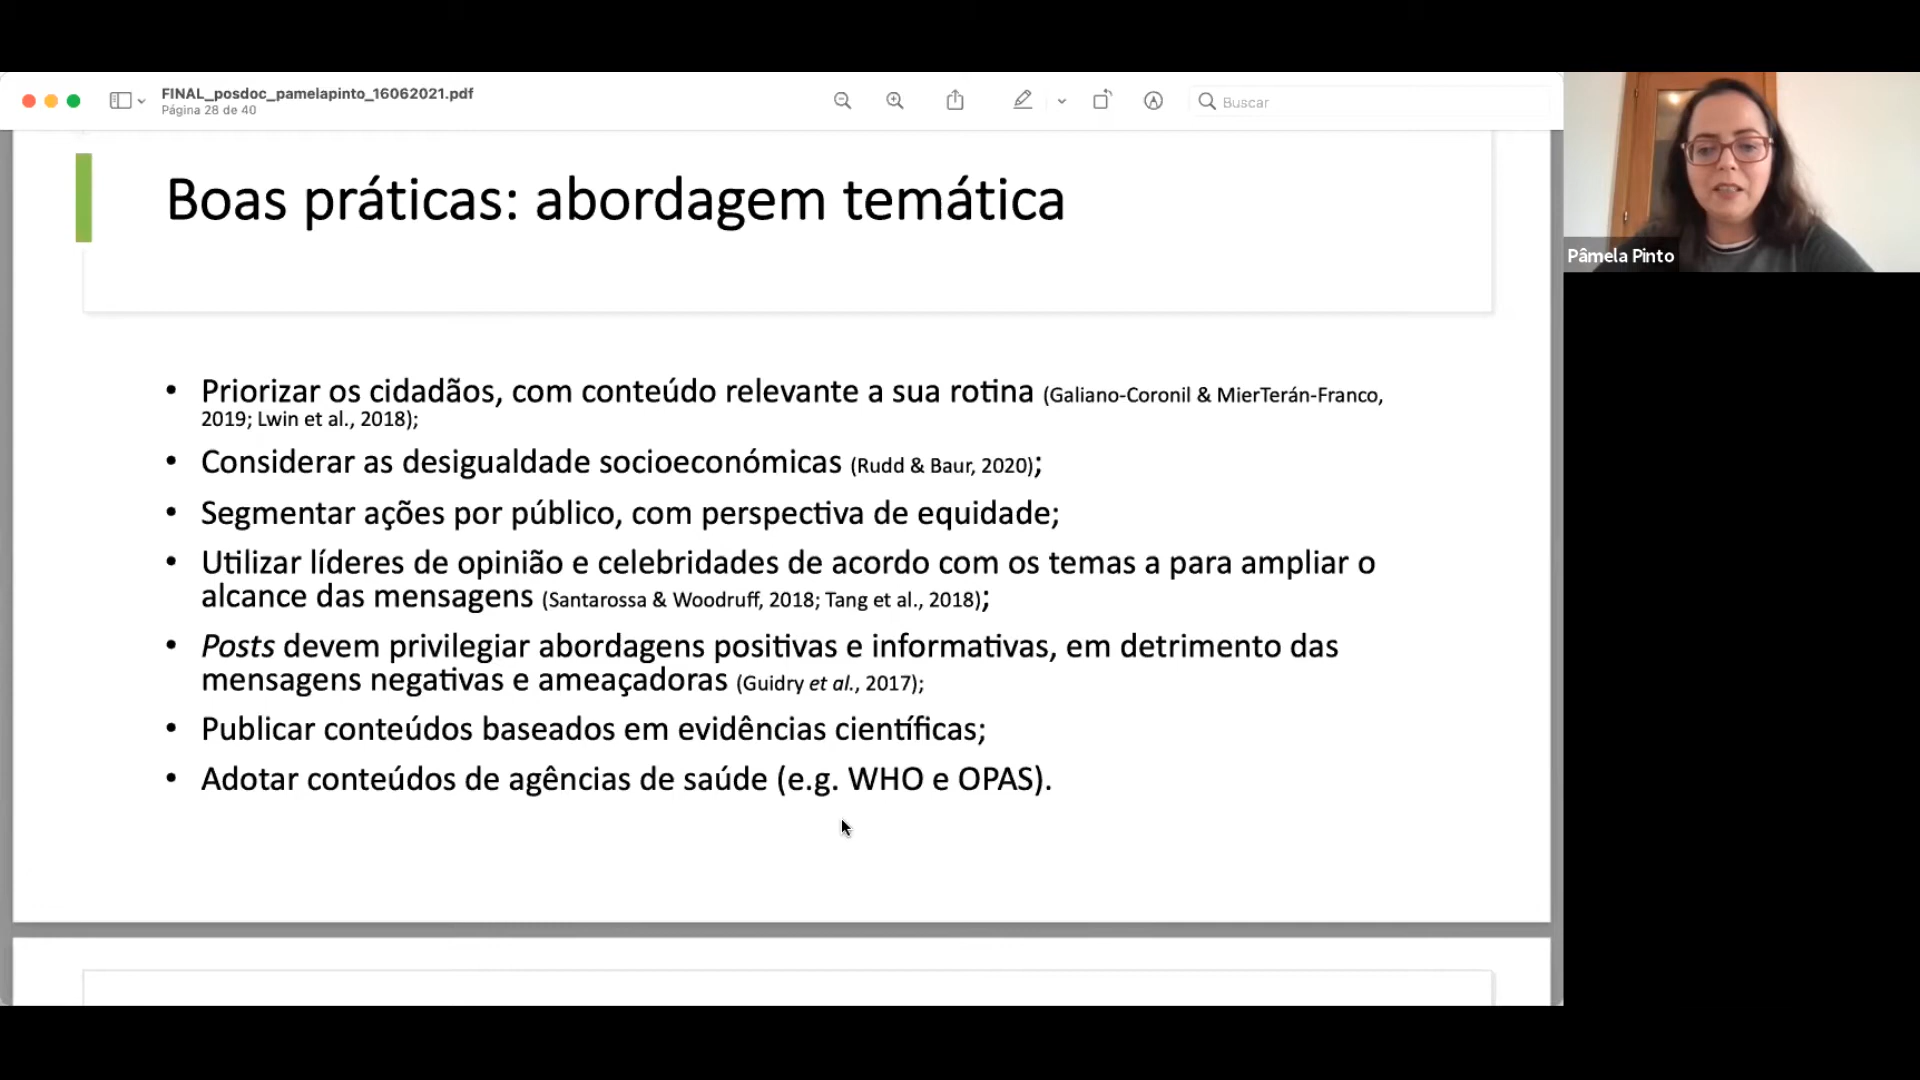 FINAL_posdoc_pamelapinto_16062021.pdf
Página 28 de 40
Buscar
Pâmela Pinto
Boas práticas: abordagem temática
• Priorizar os cidadãos, com conteúdo relevante a sua rotina (Galiano-Coronil & MierTerán-Franco,
2019; Lwin et al., 2018);
• Considerar as desigualdade socioeconómicas (Rudd & Baur, 2020);
• Segmentar ações por público, com perspectiva de equidade;
• Utilizar líderes de opinião e celebridades de acordo com os temas a para ampliar o
alcance das mensagens (Santarossa & Woodruff, 2018; Tang et al., 2018);
• Posts devem privilegiar abordagens positivas e informativas, em detrimento das
mensagens negativas e ameaçadoras (Guidry et al., 2017);
• Publicar conteúdos baseados em evidências científicas;
• Adotar conteúdos de agências de saúde (e.g. WHO e OPAS).